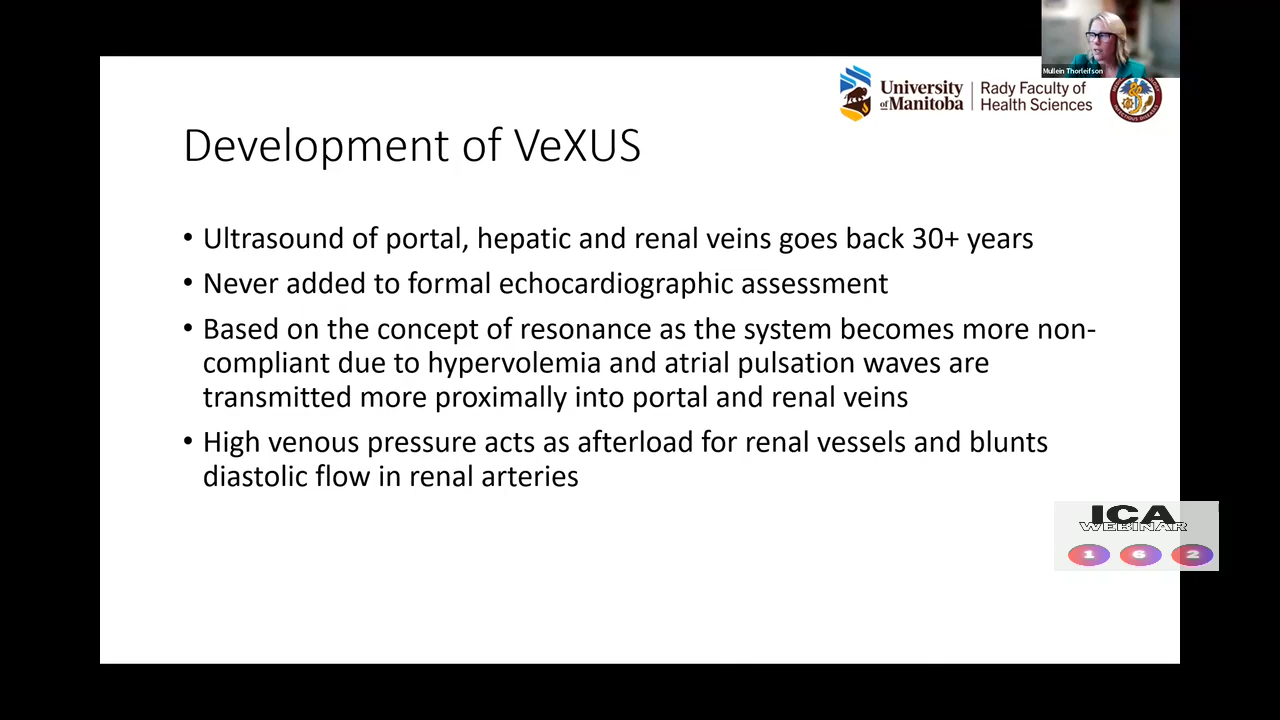 Mullein Thorleifson
University
of Manitoba
Rady Faculty of
Health Sciences
Development of VeXUS
• Ultrasound of portal, hepatic and renal veins goes back 30+ years
• Never added to formal echocardiographic assessment
• Based on the concept of resonance as the system becomes more non-
compliant due to hypervolemia and atrial pulsation waves are
transmitted more proximally into portal and renal veins
• High venous pressure acts as afterload for renal vessels and blunts
diastolic flow in renal arteries
ICA
WEBINAR
1 6 2